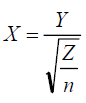 X = Y / √(Z / n)